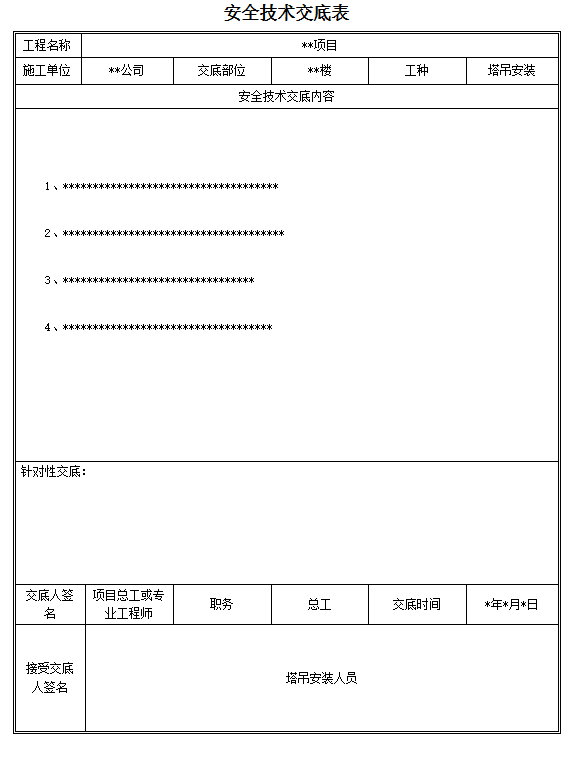 安全技术交底表
工程名称 **项目
施工单位 **公司 交底部位 **楼 工种 塔吊安装
安全技术交底内容
1、************************************
2、*************************************
3、********************************
4、***********************************
针对性交底:
交底人签名 项目总工或专业工程师 职务 总工 交底时间 *年*月*日
接受交底人签名 塔吊安装人员